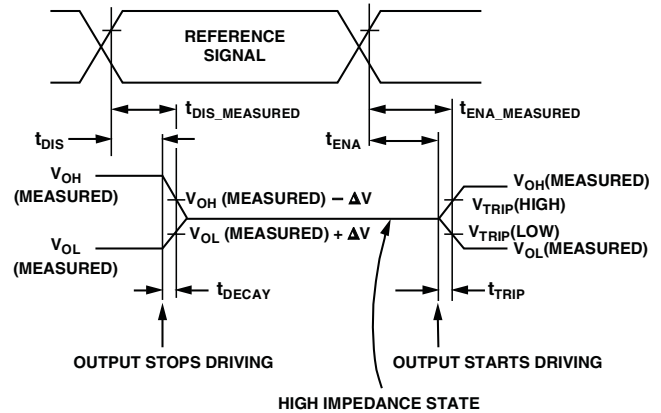 REFERENCE
SIGNAL
tDIS_MEASURED
tENA_MEASURED
tDIS
tENA
VOH
(MEASURED)
VOH (MEASURED) − ΔV
VOL (MEASURED) + ΔV
VOL
(MEASURED)
VOH(MEASURED)
VTRIP(HIGH)
VTRIP(LOW)
VOL(MEASURED)
tDECAY
tTRIP
OUTPUT STOPS DRIVING
OUTPUT STARTS DRIVING
HIGH IMPEDANCE STATE